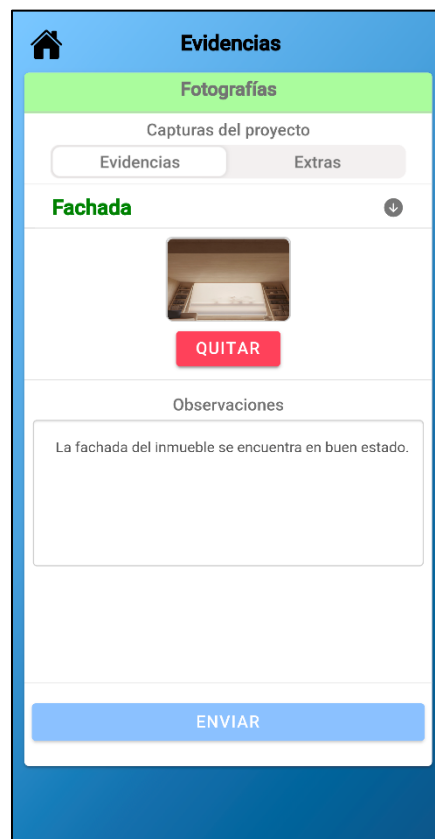 Evidencias
Fotografías
Capturas del proyecto
Evidencias Extras
Fachada
QUITAR
Observaciones
La fachada del inmueble se encuentra en buen estado.
ENVIAR